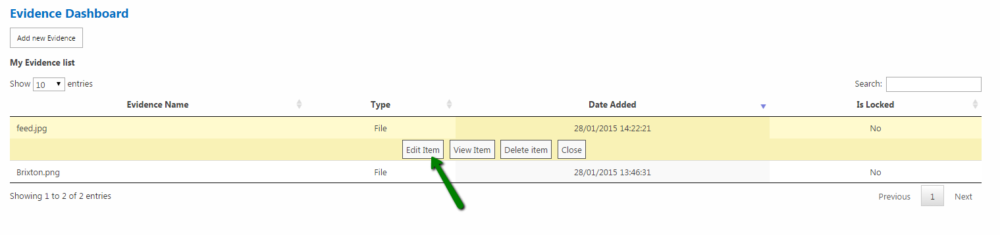 Evidence Dashboard
Add new Evidence
My Evidence list
Show 10 entries Search:
Evidence Name Type Date Added Is Locked
feed.jpg File 28/01/2015 14:22:21 No
Edit Item View Item Delete item Close
Brixton.png File 28/01/2015 13:46:31 No
Showing 1 to 2 of 2 entries Previous 1 Next